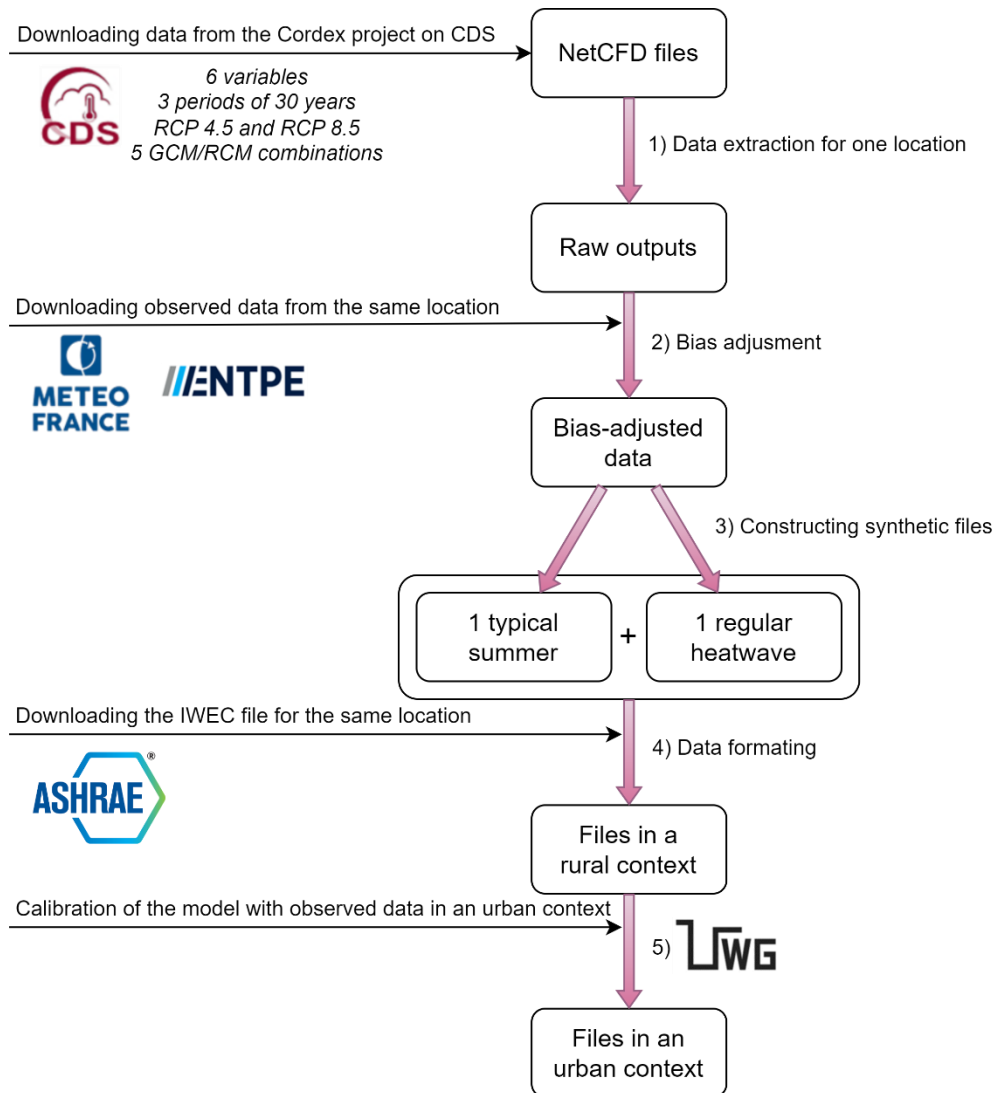 Downloading data from the Cordex project on CDS
NetCFD files
CDS
6 variables
3 periods of 30 years
RCP 4.5 and RCP 8.5
5 GCM/RCM combinations
1) Data extraction for one location
Raw outputs
Downloading observed data from the same location
2) Bias adjusment
METEO
FRANCE
ENTPE
Bias-adjusted
data
3) Constructing synthetic files
1 typical
summer
+
1 regular
heatwave
Downloading the IWEC file for the same location
4) Data formating
ASHRAE®
Files in a
rural context
Calibration of the model with observed data in an urban context
5) UWG
Files in an
urban context